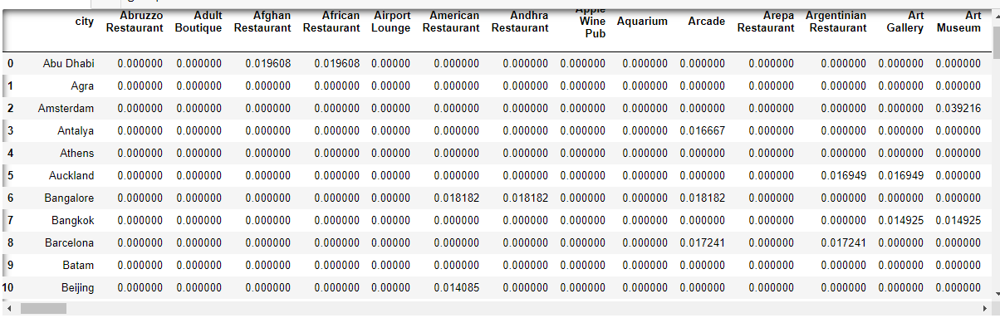 city Abruzzo Restaurant Adult Boutique Afghan Restaurant African Restaurant Airport Lounge American Restaurant Andhra Restaurant Apple Wine Pub Aquarium Arcade Arepa Restaurant Argentinian Restaurant Art Gallery Art Museum
0 Abu Dhabi 0.000000 0.000000 0.019608 0.019608 0.00000 0.000000 0.000000 0.000000 0.000000 0.000000 0.000000 0.000000 0.000000 0.000000
1 Agra 0.000000 0.000000 0.000000 0.000000 0.00000 0.000000 0.000000 0.000000 0.000000 0.000000 0.000000 0.000000 0.000000 0.000000
2 Amsterdam 0.000000 0.000000 0.000000 0.000000 0.00000 0.000000 0.000000 0.000000 0.000000 0.000000 0.000000 0.000000 0.000000 0.039216
3 Antalya 0.000000 0.000000 0.000000 0.000000 0.00000 0.000000 0.000000 0.000000 0.000000 0.016667 0.000000 0.000000 0.000000 0.000000
4 Athens 0.000000 0.000000 0.000000 0.000000 0.00000 0.000000 0.000000 0.000000 0.000000 0.000000 0.000000 0.000000 0.000000 0.000000
5 Auckland 0.000000 0.000000 0.000000 0.000000 0.00000 0.000000 0.000000 0.000000 0.000000 0.000000 0.000000 0.016949 0.016949 0.000000
6 Bangalore 0.000000 0.000000 0.000000 0.000000 0.00000 0.018182 0.018182 0.000000 0.000000 0.018182 0.000000 0.000000 0.000000 0.000000
7 Bangkok 0.000000 0.000000 0.000000 0.000000 0.00000 0.000000 0.000000 0.000000 0.000000 0.000000 0.000000 0.000000 0.014925 0.014925
8 Barcelona 0.000000 0.000000 0.000000 0.000000 0.00000 0.000000 0.000000 0.000000 0.000000 0.017241 0.000000 0.017241 0.000000 0.000000
9 Batam 0.000000 0.000000 0.000000 0.000000 0.00000 0.000000 0.000000 0.000000 0.000000 0.000000 0.000000 0.000000 0.000000 0.000000
10 Beijing 0.000000 0.000000 0.000000 0.000000 0.00000 0.014085 0.000000 0.000000 0.000000 0.000000 0.000000 0.000000 0.000000 0.000000